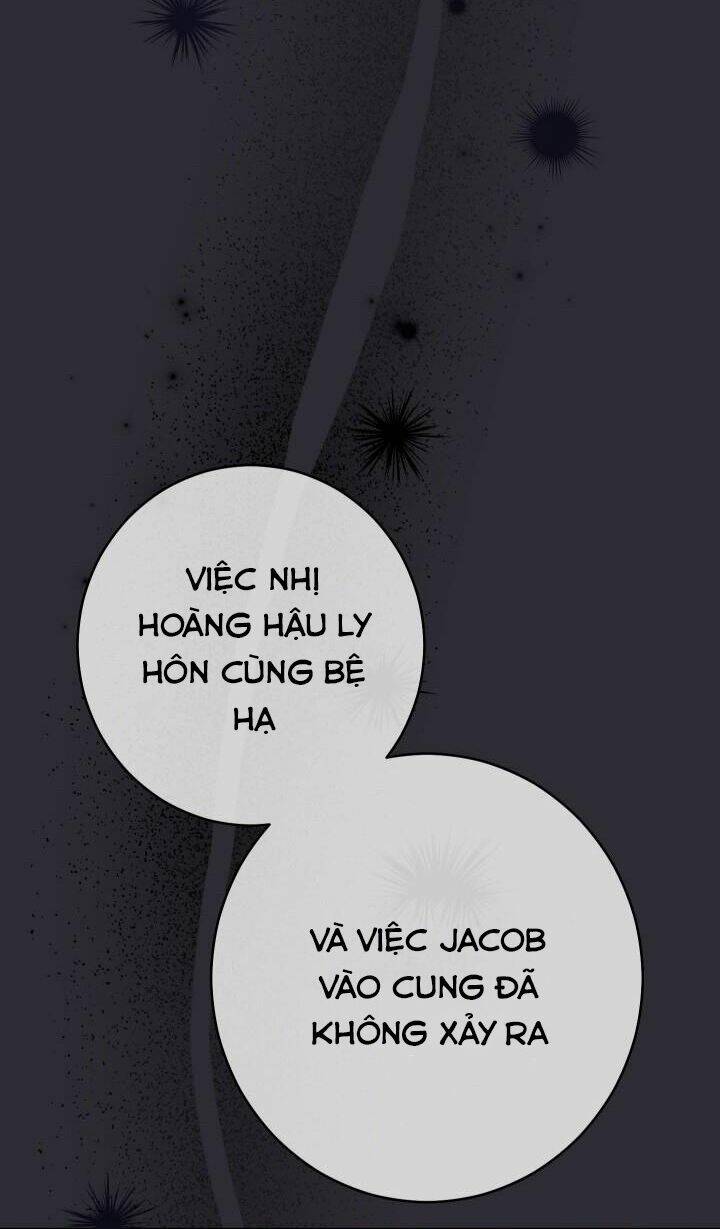 VIỆC NHỊ
HOÀNG HẬU LY
HÔN CÙNG BỆ
HẠ
VÀ VIỆC JACOB
VÀO CUNG ĐÃ
KHÔNG XẢY RA